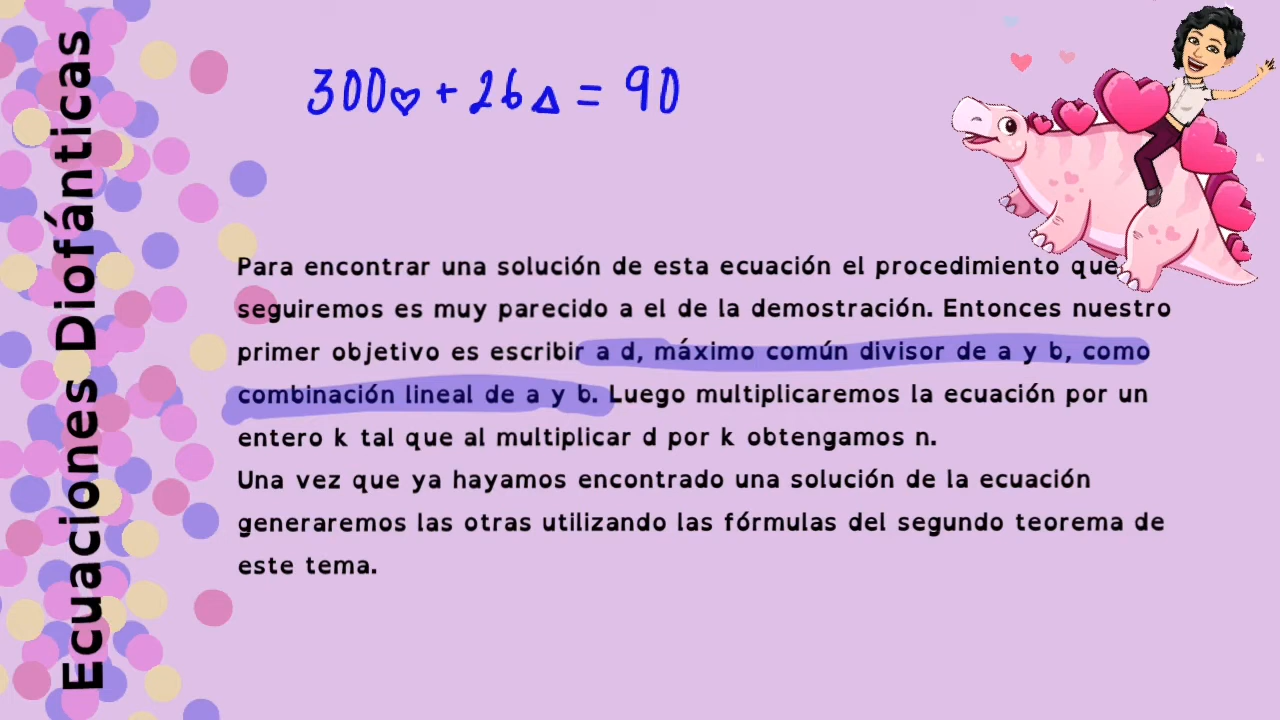 Ecuaciones Diofánticas
300♡ + 26△ = 90
Para encontrar una solución de esta ecuación el procedimiento que
seguiremos es muy parecido a el de la demostración. Entonces nuestro
primer objetivo es escribir a d, máximo común divisor de a y b, como
combinación lineal de a y b. Luego multiplicaremos la ecuación por un
entero k tal que al multiplicar d por k obtengamos n.
Una vez que ya hayamos encontrado una solución de la ecuación
generaremos las otras utilizando las fórmulas del segundo teorema de
este tema.